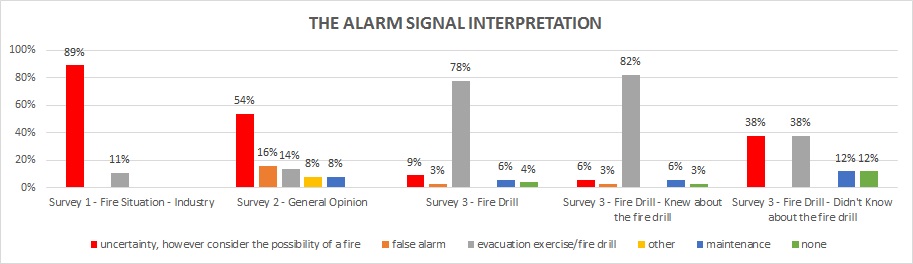 THE ALARM SIGNAL INTERPRETATION
100%
80%
60%
40%
20%
0%
89%
11%
54%
16%
14%
8%
8%
9%
3%
78%
6%
4%
6%
3%
82%
6%
3%
38%
38%
12%
12%
Survey 1 - Fire Situation - Industry
Survey 2 - General Opinion
Survey 3 - Fire Drill
Survey 3 - Fire Drill - Knew about
the fire drill
Survey 3 - Fire Drill - Didn't Know
about the fire drill
uncertainty, however consider the possibility of a fire
false alarm
evacuation exercise/fire drill
other
maintenance
none